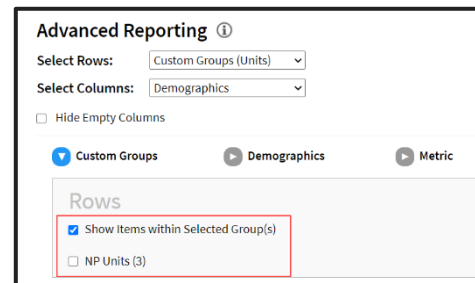 Advanced Reporting
Select Rows: Custom Groups (Units)
Select Columns: Demographics
Hide Empty Columns
Custom Groups Demographics Metric
Rows
Show Items within Selected Group(s)
NP Units (3)